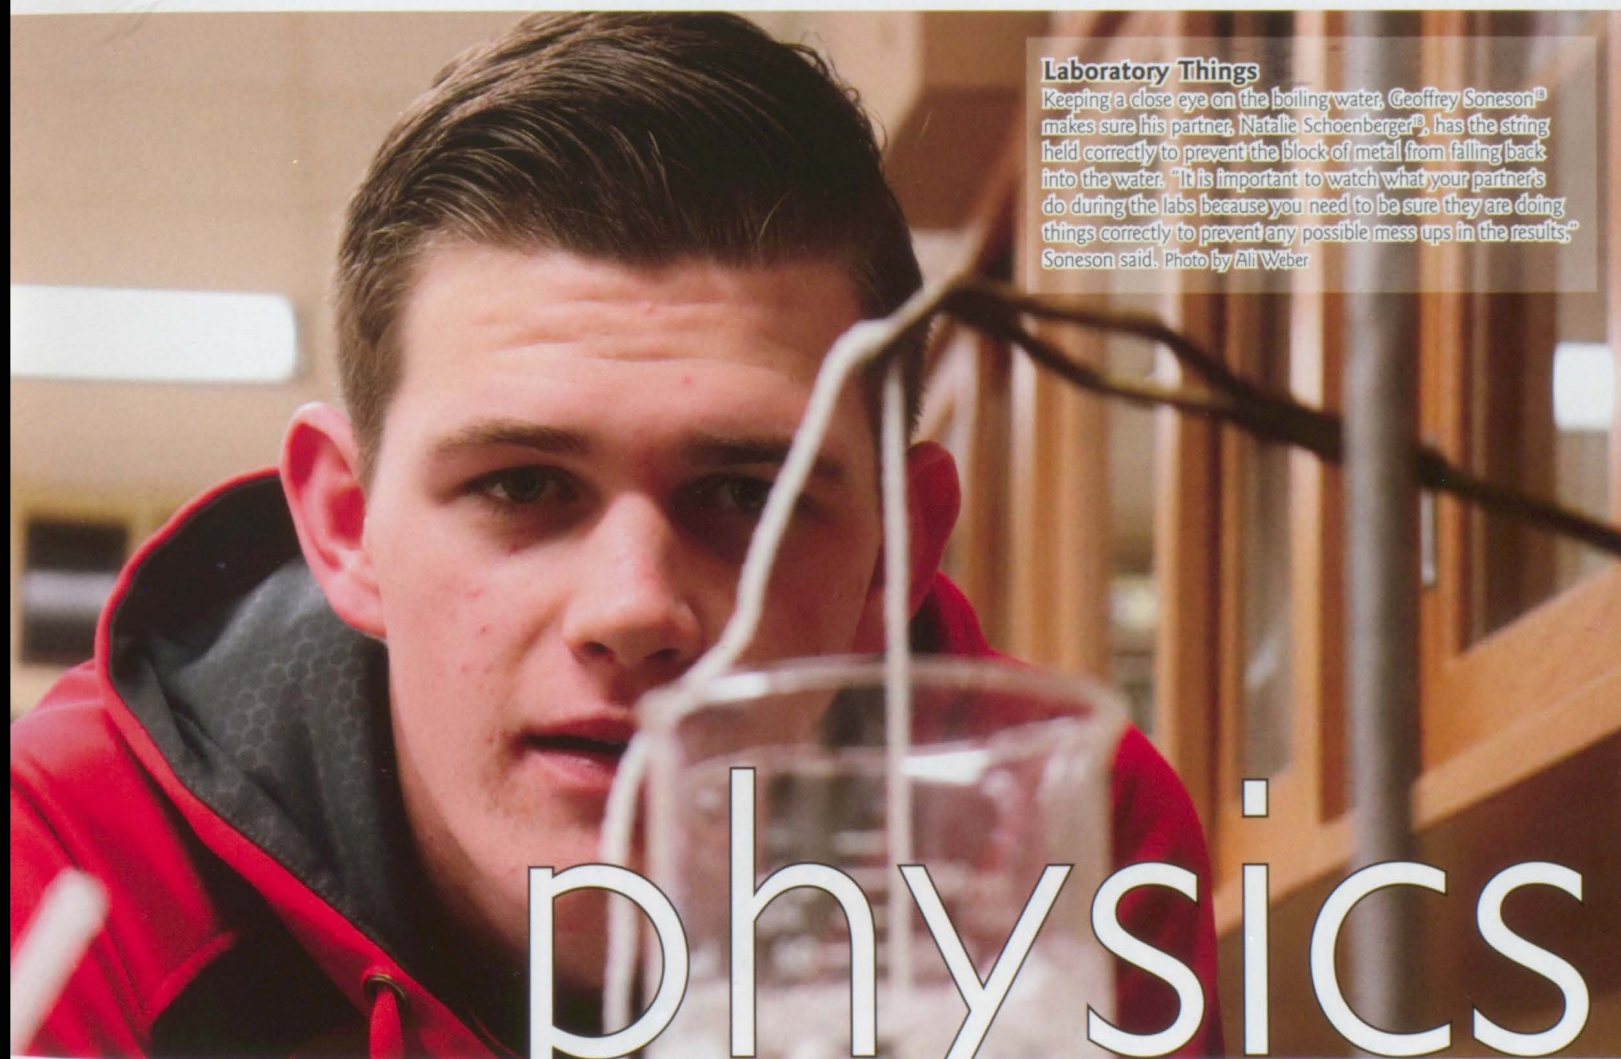 Laboratory Things
Keeping a close eye on the boiling water, Geoffrey Soneson¹⁸
makes sure his partner, Natalie Schoenberger¹⁸, has the string
held correctly to prevent the block of metal from falling back
into the water. "It is important to watch what your partner's
do during the labs because you need to be sure they are doing
things correctly to prevent any possible mess ups in the results,"
Soneson said. Photo by Ali Weber
physics